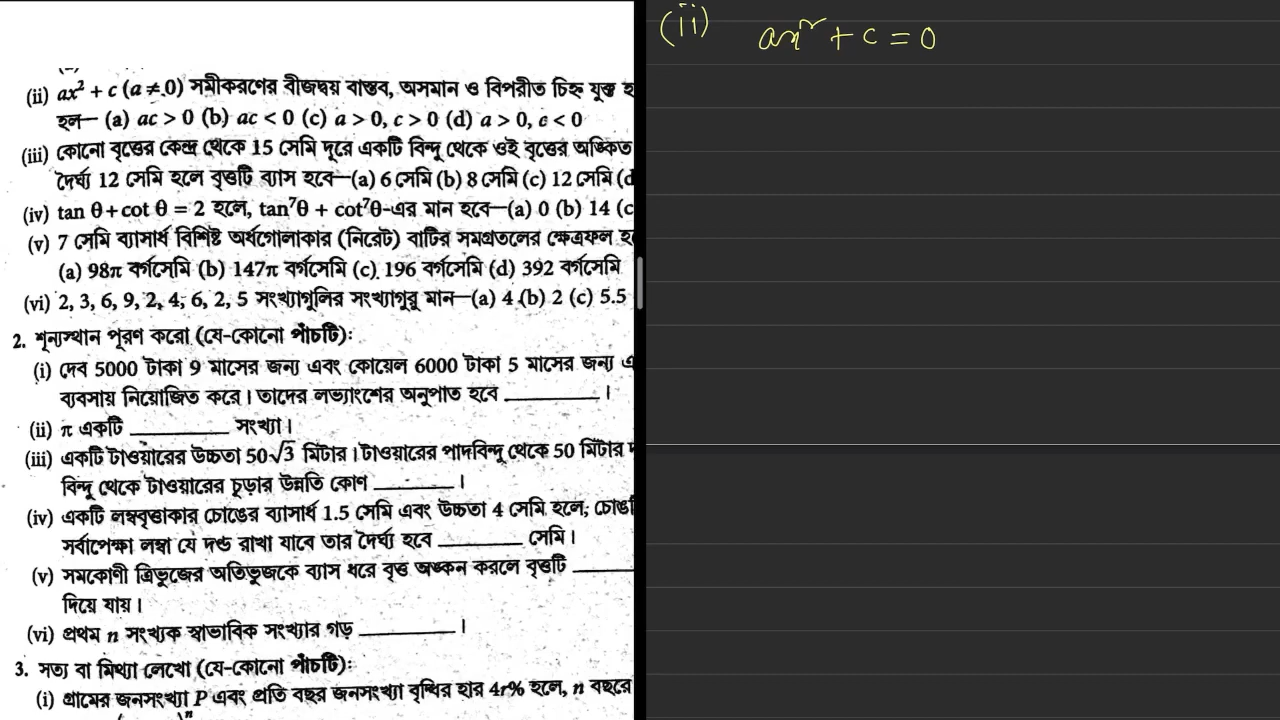 (ii) ax² + c (a ≠ 0) সমীকরণের বীজদ্বয় বাস্তব, অসমান ও বিপরীত চিহ্ন যুক্ত হ
হল— (a) ac > 0 (b) ac < 0 (c) a > 0, c > 0 (d) a > 0, c < 0
(iii) কোনো বৃত্তের কেন্দ্র থেকে 15 সেমি দূরে একটি বিন্দু থেকে ওই বৃত্তের অঙ্কিত
দৈর্ঘ্য 12 সেমি হলে বৃত্তটি ব্যাস হবে—(a) 6 সেমি (b) 8 সেমি (c) 12 সেমি (d
(iv) tan θ + cot θ = 2 হলে, tan⁷θ + cot⁷θ-এর মান হবে—(a) 0 (b) 14 (c
(v) 7 সেমি ব্যাসার্ধ বিশিষ্ট অর্ধগোলাকার (নিরেট) বাটির সমগ্রতলের ক্ষেত্রফল হ
(a) 98π বর্গসেমি (b) 147π বর্গসেমি (c) 196 বর্গসেমি (d) 392 বর্গসেমি
(vi) 2, 3, 6, 9, 2, 4, 6, 2, 5 সংখ্যাগুলির সংখ্যাগুরু মান—(a) 4 (b) 2 (c) 5.5
2. শূন্যস্থান পূরণ করো (যে-কোনো পাঁচটি):
(i) দেব 5000 টাকা 9 মাসের জন্য এবং কোয়েল 6000 টাকা 5 মাসের জন্য এ
ব্যবসায় নিয়োজিত করে। তাদের লভ্যাংশের অনুপাত হবে ________।
(ii) π একটি ________ সংখ্যা।
(iii) একটি টাওয়ারের উচ্চতা 50√3 মিটার। টাওয়ারের পাদবিন্দু থেকে 50 মিটার
বিন্দু থেকে টাওয়ারের চূড়ার উন্নতি কোণ ________।
(iv) একটি লম্ববৃত্তাকার চোঙের ব্যাসার্ধ 1.5 সেমি এবং উচ্চতা 4 সেমি হলে, চোঙটি
সর্বাপেক্ষা লম্বা যে দণ্ড রাখা যাবে তার দৈর্ঘ্য হবে ________ সেমি।
(v) সমকোণী ত্রিভুজের অতিভুজকে ব্যাস ধরে বৃত্ত অঙ্কন করলে বৃত্তটি ________
দিয়ে যায়।
(vi) প্রথম n সংখ্যক স্বাভাবিক সংখ্যার গড় ________।
3. সত্য বা মিথ্যা লেখো (যে-কোনো পাঁচটি):
(i) গ্রামের জনসংখ্যা P এবং প্রতি বছর জনসংখ্যা বৃদ্ধির হার 4r% হলে, n বছরে
(ii) ax² + c = 0